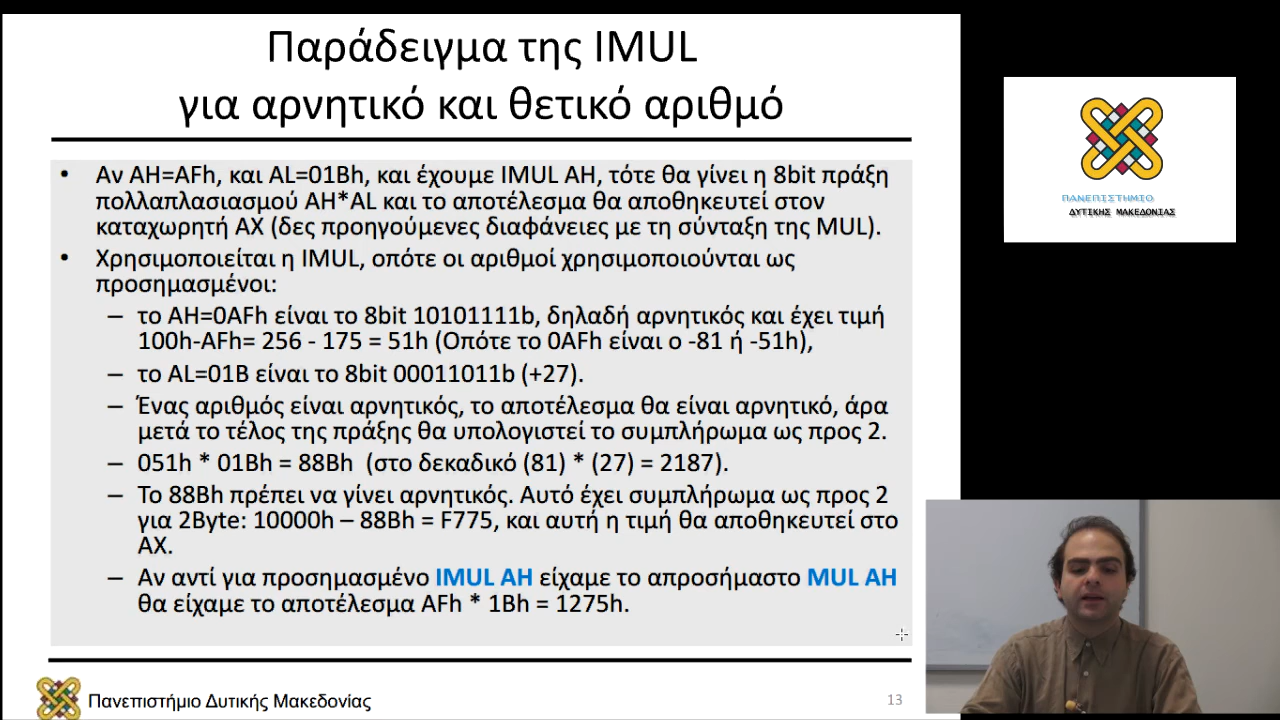 Παράδειγμα της IMUL
για αρνητικό και θετικό αριθμό
• Αν AH=AFh, και AL=01Bh, και έχουμε IMUL AH, τότε θα γίνει η 8bit πράξη
πολλαπλασιασμού AH*AL και το αποτέλεσμα θα αποθηκευτεί στον
καταχωρητή AX (δες προηγούμενες διαφάνειες με τη σύνταξη της MUL).
• Χρησιμοποιείται η IMUL, οπότε οι αριθμοί χρησιμοποιούνται ως
προσημασμένοι:
– το AH=0AFh είναι το 8bit 10101111b, δηλαδή αρνητικός και έχει τιμή
100h-AFh= 256 - 175 = 51h (Οπότε το 0AFh είναι ο -81 ή -51h),
– το AL=01B είναι το 8bit 00011011b (+27).
– Ένας αριθμός είναι αρνητικός, το αποτέλεσμα θα είναι αρνητικό, άρα
μετά το τέλος της πράξης θα υπολογιστεί το συμπλήρωμα ως προς 2.
– 051h * 01Bh = 88Bh (στο δεκαδικό (81) * (27) = 2187).
– Το 88Bh πρέπει να γίνει αρνητικός. Αυτό έχει συμπλήρωμα ως προς 2
για 2Byte: 10000h – 88Bh = F775, και αυτή η τιμή θα αποθηκευτεί στο
AX.
– Αν αντί για προσημασμένο IMUL AH είχαμε το απροσήμαστο MUL AH
θα είχαμε το αποτέλεσμα AFh * 1Bh = 1275h.
Πανεπιστήμιο Δυτικής Μακεδονίας
13
ΠΑΝΕΠΙΣΤΗΜΙΟ
ΔΥΤΙΚΗΣ ΜΑΚΕΔΟΝΙΑΣ